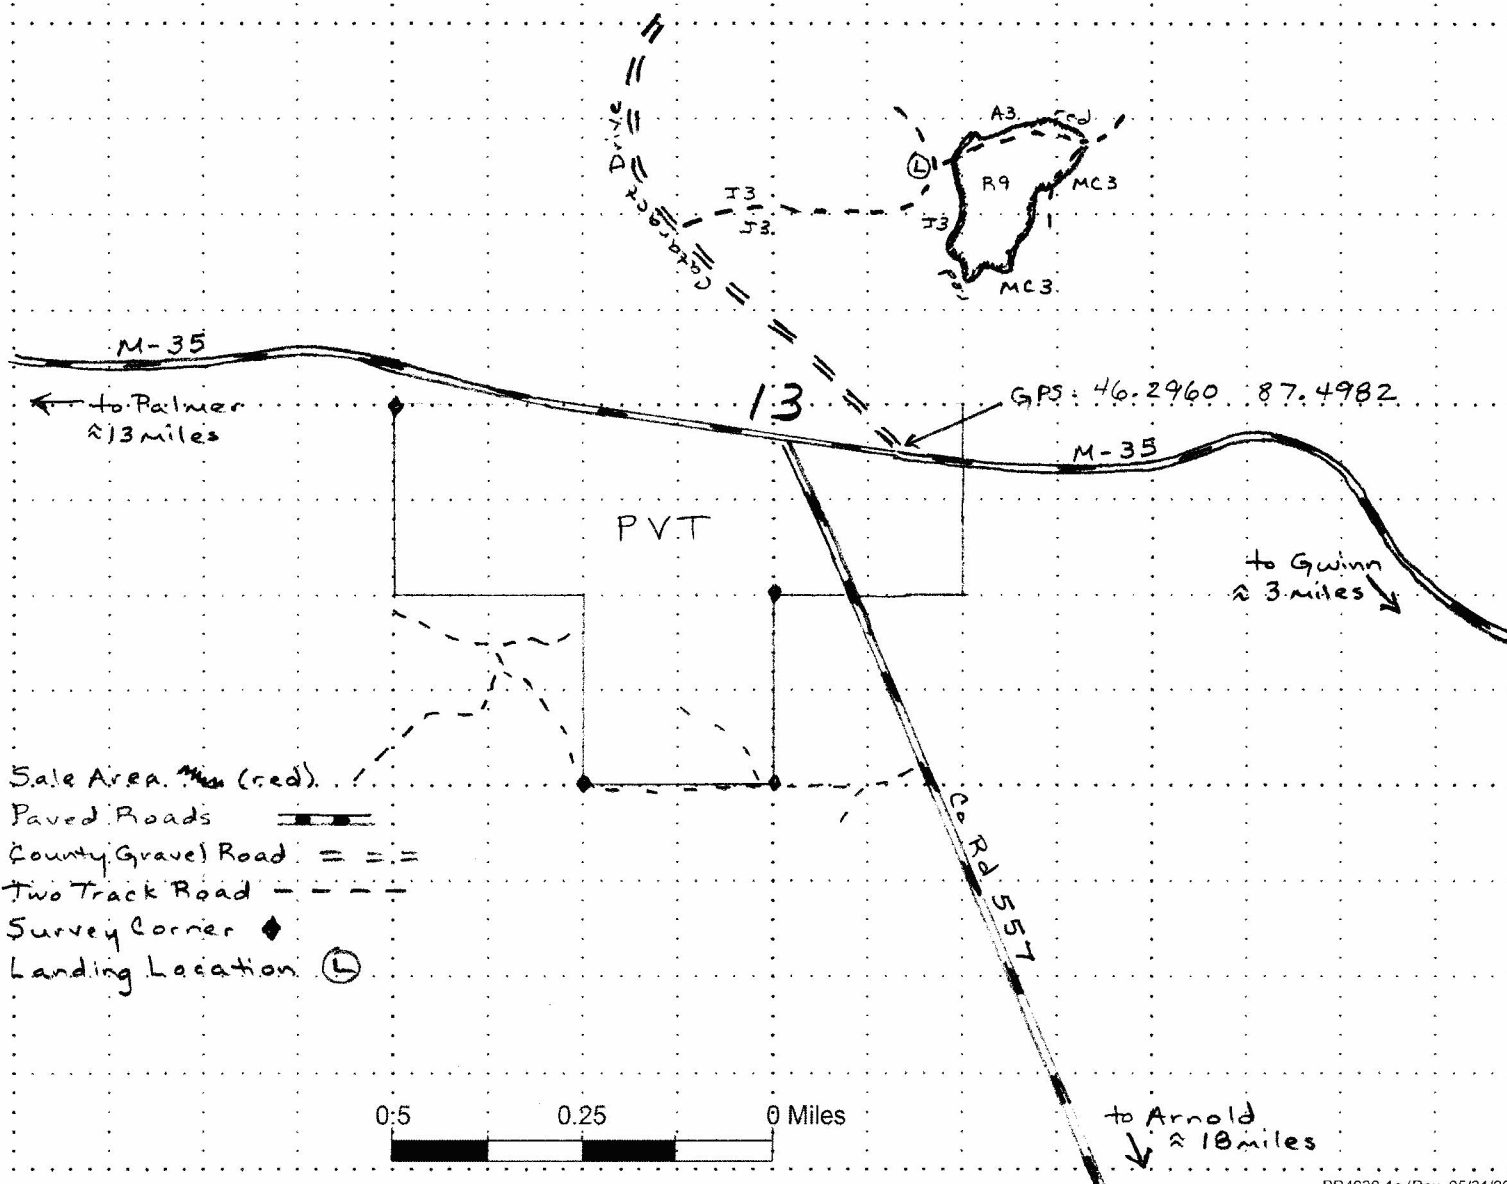 Cataract Drive
A3
red
L
R9
MC3
J3
J3
J3
MC3
red
M-35
13
GPS: 46.2960 87.4982
← to Palmer
≈13 miles
M-35
PVT
to Gwinn
≈ 3 miles
Sale Area (red)
Paved Roads
County Gravel Road
Two Track Road
Survey Corner
Landing Location L
Co Rd 557
0.5 0.25 0 Miles
to Arnold
≈ 18 miles